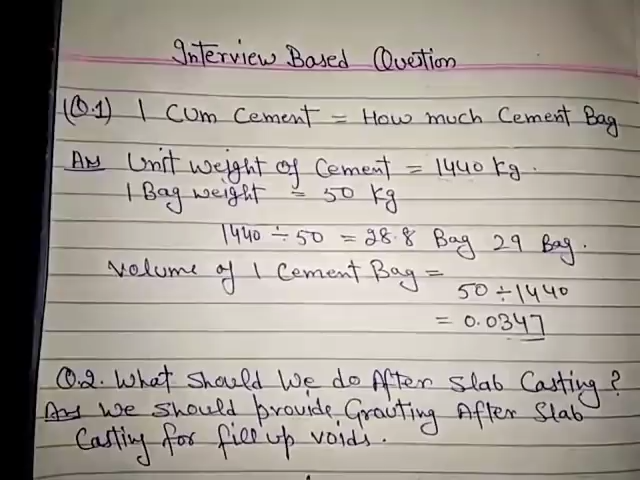 Interview Based Question
(Q.1) 1 Cum Cement = How much Cement Bag
Ans Unit weight of Cement = 1440 Kg.
1 Bag weight = 50 Kg
1440 ÷ 50 = 28.8 Bag 29 Bag.
Volume of 1 Cement Bag =
50 ÷ 1440
= 0.0347
Q.2. What should we do After Slab Casting?
Ans We should provide Grouting After Slab
Casting for fill up voids.